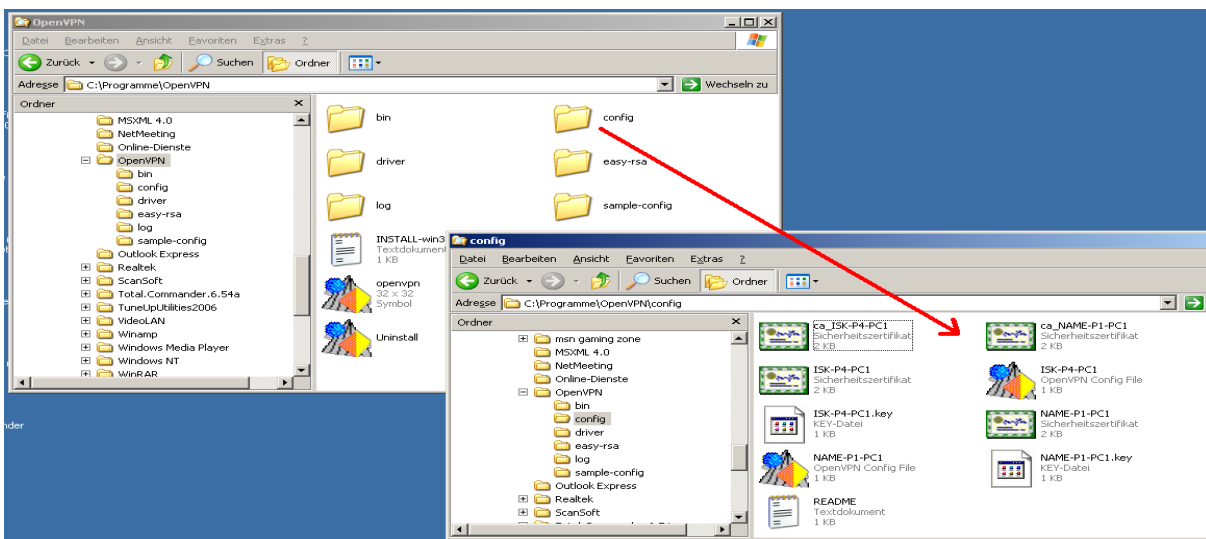 OpenVPN
Datei Bearbeiten Ansicht Favoriten Extras ?
Zurück Suchen Ordner
Adresse C:\Programme\OpenVPN Wechseln zu
Ordner
MSXML 4.0
NetMeeting
Online-Dienste
OpenVPN
bin
config
driver
easy-rsa
log
sample-config
Outlook Express
Realtek
ScanSoft
Total.Commander.6.54a
TuneUpUtilities2006
VideoLAN
Winamp
Windows Media Player
Windows NT
WinRAR
bin
config
driver
easy-rsa
log
sample-config
INSTALL-win3
Textdokument
1 KB
openvpn
32 x 32
Symbol
Uninstall
nder
config
Datei Bearbeiten Ansicht Favoriten Extras ?
Zurück Suchen Ordner
Adresse C:\Programme\OpenVPN\config
Ordner
msn gaming zone
MSXML 4.0
NetMeeting
Online-Dienste
OpenVPN
bin
config
driver
easy-rsa
log
sample-config
Outlook Express
Realtek
ScanSoft
ca_ISK-P4-PC1
Sicherheitszertifikat
2 KB
ca_NAME-P1-PC1
Sicherheitszertifikat
2 KB
ISK-P4-PC1
Sicherheitszertifikat
2 KB
ISK-P4-PC1
OpenVPN Config File
1 KB
ISK-P4-PC1.key
KEY-Datei
1 KB
NAME-P1-PC1
Sicherheitszertifikat
2 KB
NAME-P1-PC1
OpenVPN Config File
1 KB
NAME-P1-PC1.key
KEY-Datei
1 KB
README
Textdokument
1 KB